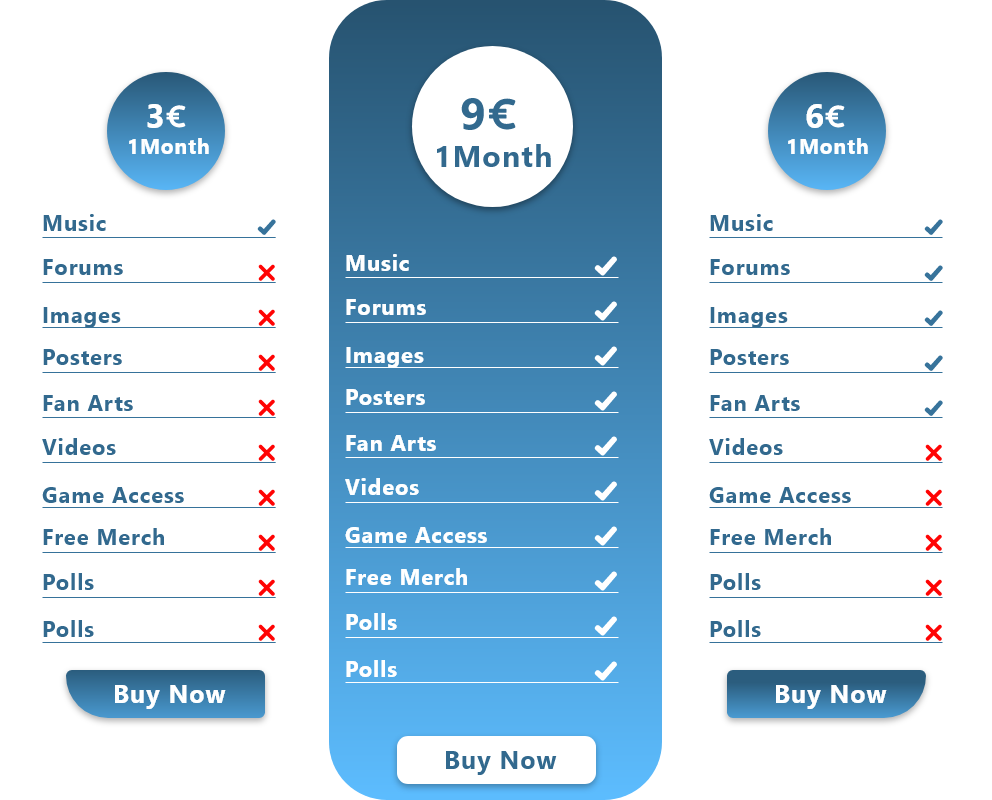 3€
1Month
Music
Forums
Images
Posters
Fan Arts
Videos
Game Access
Free Merch
Polls
Polls
Buy Now
9€
1Month
Music
Forums
Images
Posters
Fan Arts
Videos
Game Access
Free Merch
Polls
Polls
Buy Now
6€
1Month
Music
Forums
Images
Posters
Fan Arts
Videos
Game Access
Free Merch
Polls
Polls
Buy Now